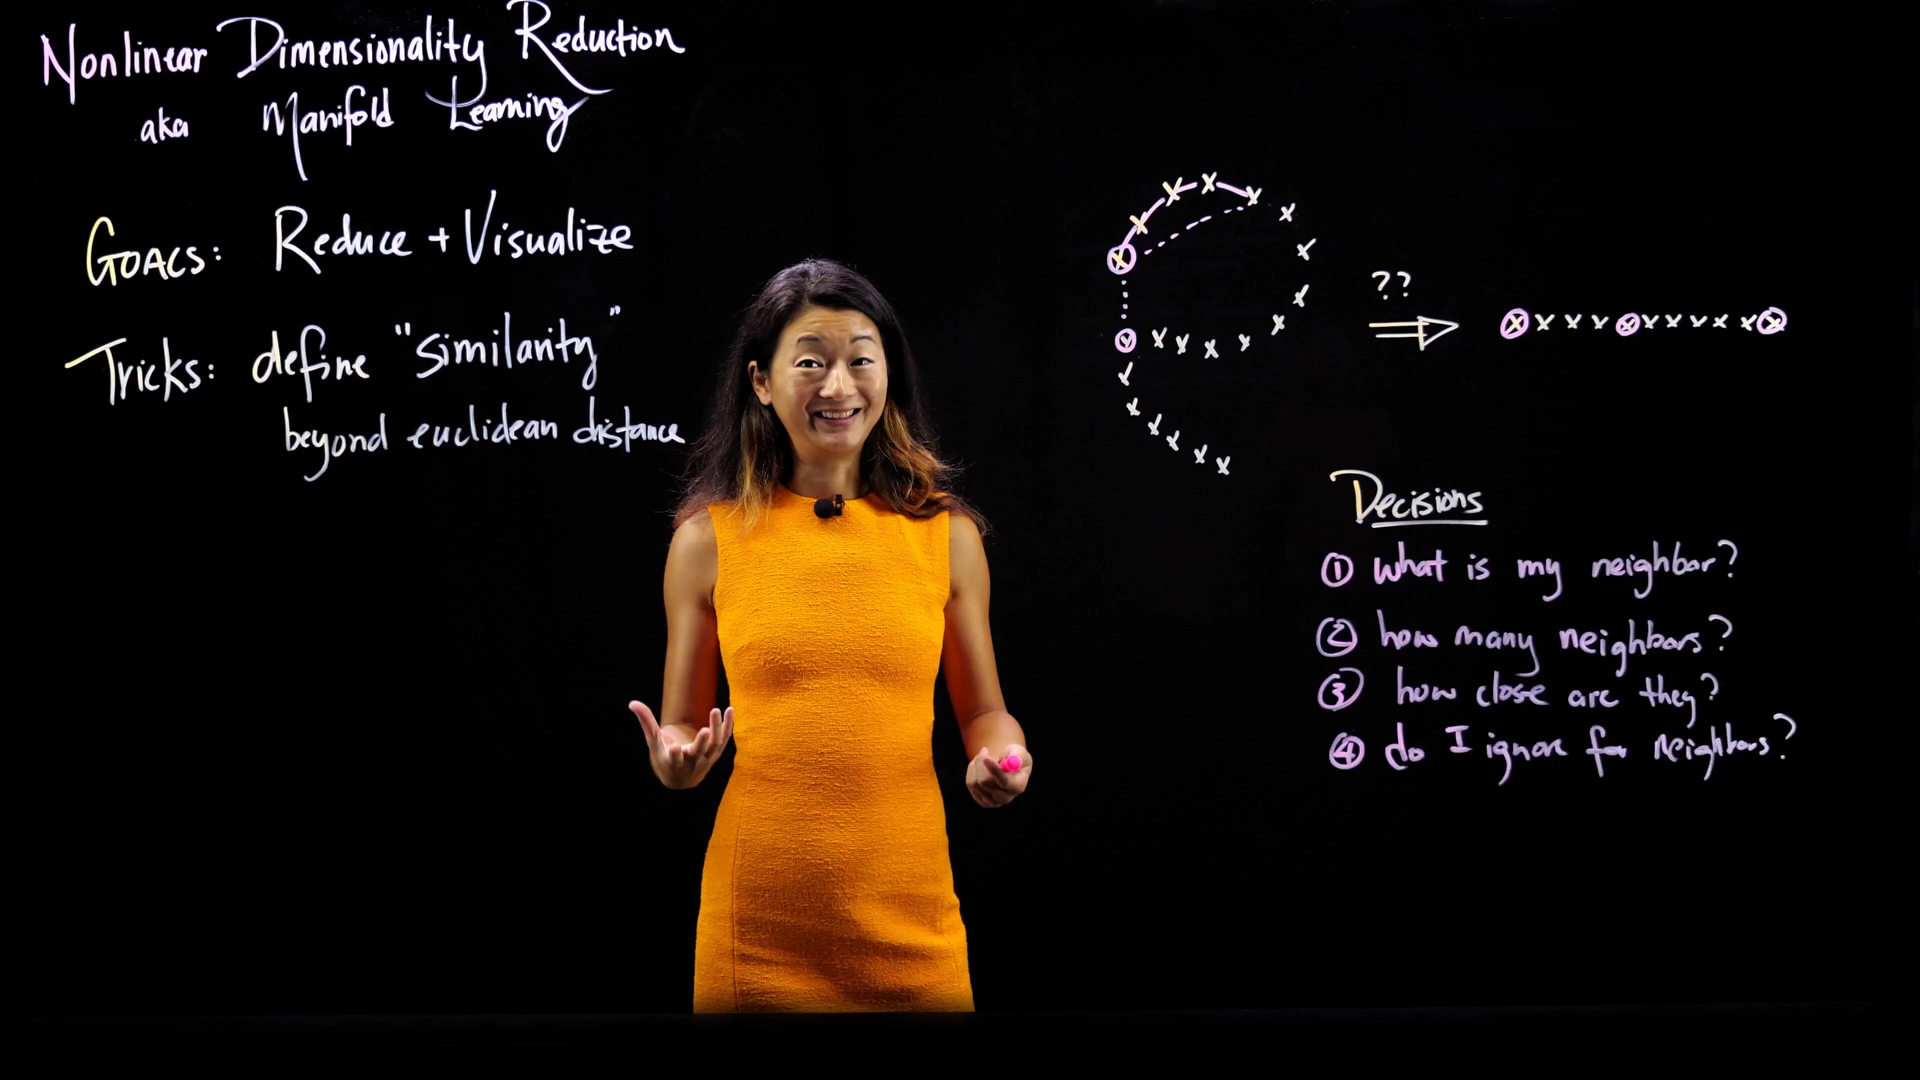 Nonlinear Dimensionality Reduction
aka Manifold Learning
GOALS: Reduce + Visualize
Tricks: define "similarity"
beyond euclidean distance
??
Decisions
① what is my neighbor?
② how many neighbors?
③ how close are they?
④ do I ignore far neighbors?